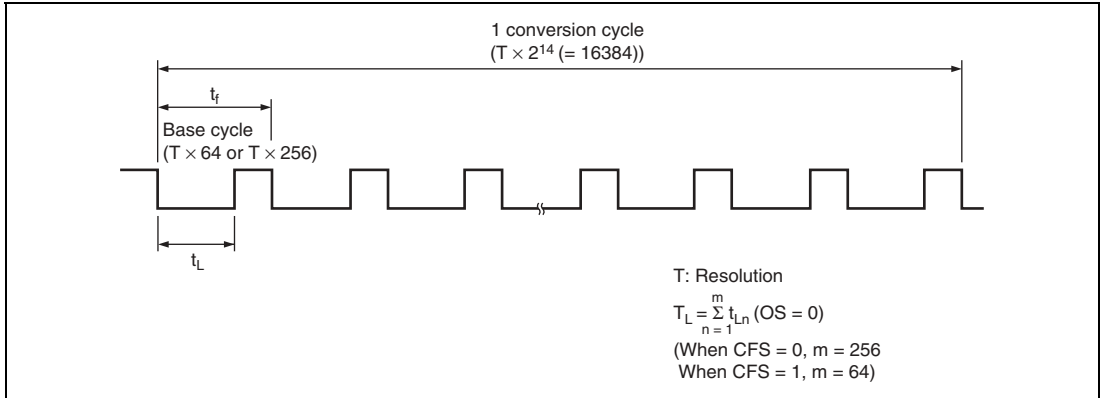 1 conversion cycle
(T × 2¹⁴ (= 16384))
t_f
Base cycle
(T × 64 or T × 256)
t_L
T: Resolution
m
T_L = Σ t_Ln (OS = 0)
n = 1
(When CFS = 0, m = 256
When CFS = 1, m = 64)